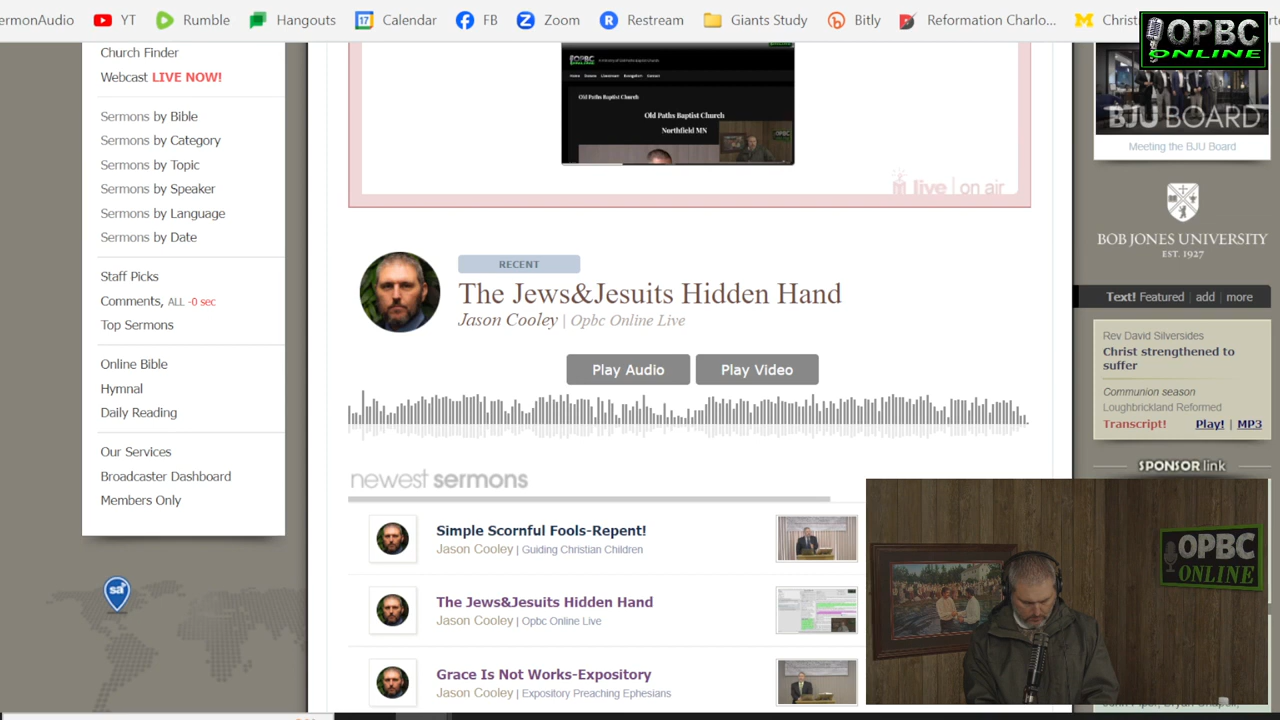 ermonAudio YT Rumble Hangouts Calendar FB Zoom Restream Giants Study Bitly Reformation Charlo... Christ
OPBC
ONLINE
Church Finder
Webcast LIVE NOW!
Sermons by Bible
Sermons by Category
Sermons by Topic
Sermons by Speaker
Sermons by Language
Sermons by Date
Staff Picks
Comments, ALL -0 sec
Top Sermons
Online Bible
Hymnal
Daily Reading
Our Services
Broadcaster Dashboard
Members Only
sa
OPBC
ONLINE
Home
Contact
Old Paths Baptist Church
Old Paths Baptist Church
Northfield MN
live | on air
RECENT
The Jews&Jesuits Hidden Hand
Jason Cooley | Opbc Online Live
Play Audio Play Video
newest sermons
Simple Scornful Fools-Repent!
Jason Cooley | Guiding Christian Children
The Jews&Jesuits Hidden Hand
Jason Cooley | Opbc Online Live
Grace Is Not Works-Expository
Jason Cooley | Expository Preaching Ephesians
BJU BOARD
Meeting the BJU Board
BOB JONES UNIVERSITY
EST. 1927
Text! Featured | add | more
Rev David Silversides
Christ strengthened to
suffer
Communion season
Loughbrickland Reformed
Transcript! Play! | MP3
SPONSOR link
OPBC
ONLINE